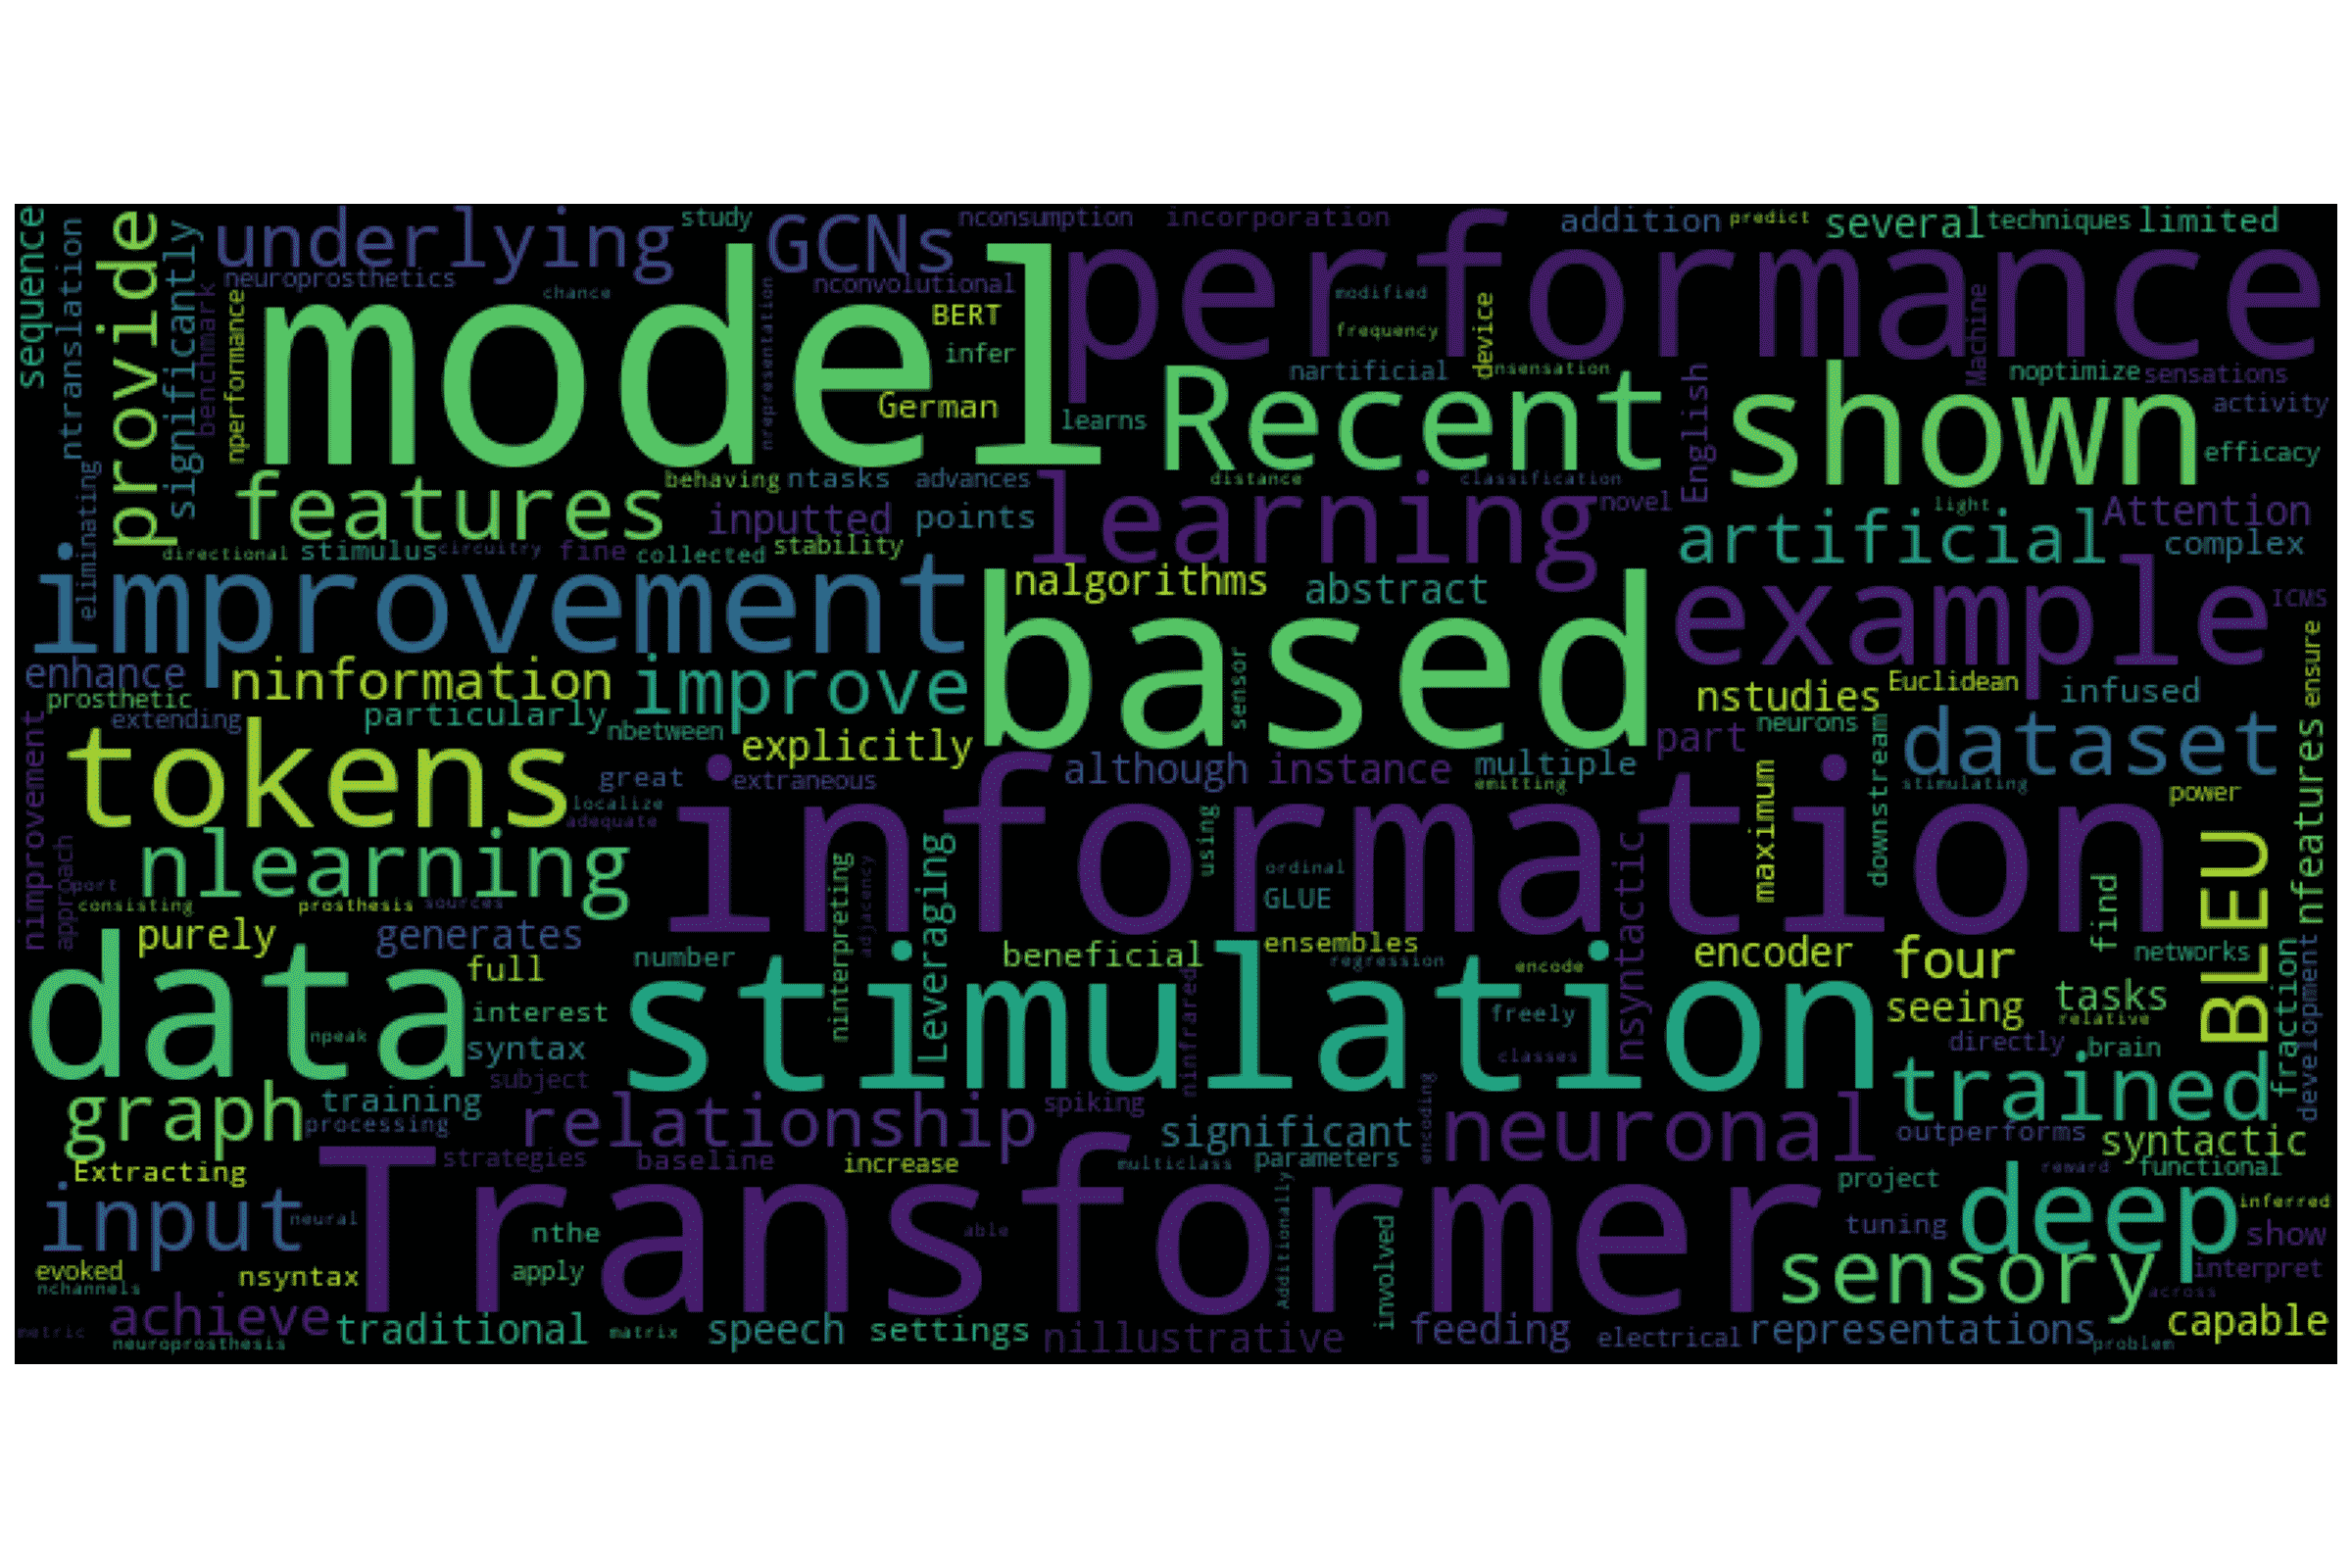 sequence
ntranslation
provide
significantly
underlying
study
GCNs
nconsumption
incorporation
addition
predict
several
techniques
limited
neuroprosthetics
chance
nconvolutional
performance
benchmark
nperformance
model
nrepresentation
BERT
infer
German
modified
frequency
device
Machine
learns
Recent
nartificial
nsensation
English
shown
noptimize
sensations
activity
efficacy
features
behaving
ntasks
advances
learning
distance
classification
novel
light
Attention
eliminating
inputted
points
artificial
complex
directional
stimulus
circuitry
fine
collected
stability
improvement
nalgorithms
abstract
based
example
ICMS
enhance
ninformation
improve
sensor
nstudies
Euclidean
infused
ensure
prosthetic
extending
particularly
nbetween
explicitly
part
neurons
dataset
nimprovement
tokens
great
extraneous
although
instance
multiple
emitting
maximum
downstream
stimulating
power
nfeatures
localize
adequate
information
approach
nlearning
port
consisting
prosthesis
sources
ninterpreting
adjacency
Leveraging
using
ordinal
GLUE
nsyntactic
find
BLEU
purely
generates
full
number
beneficial
ensembles
regression
encode
encoder
four
networks
fraction
development
data
npeak
interest
syntax
stimulation
freely
classes
seeing
tasks
relative
directly
brain
subject
ninfrared
graph
training
processing
relationship
spiking
significant
encoding
neuronal
trained
outperforms
syntactic
Extracting
strategies
baseline
increase
multiclass
parameters
project
reward
functional
input
neural
Transformer
able
Additionally
involved
tuning
deep
inferred
show
nthe
evoked
nchannels
nsyntax
apply
sensory
interpret
across
achieve
metric
neuroprosthesis
traditional
matrix
speech
settings
nillustrative
feeding
electrical
representations
problem
capable